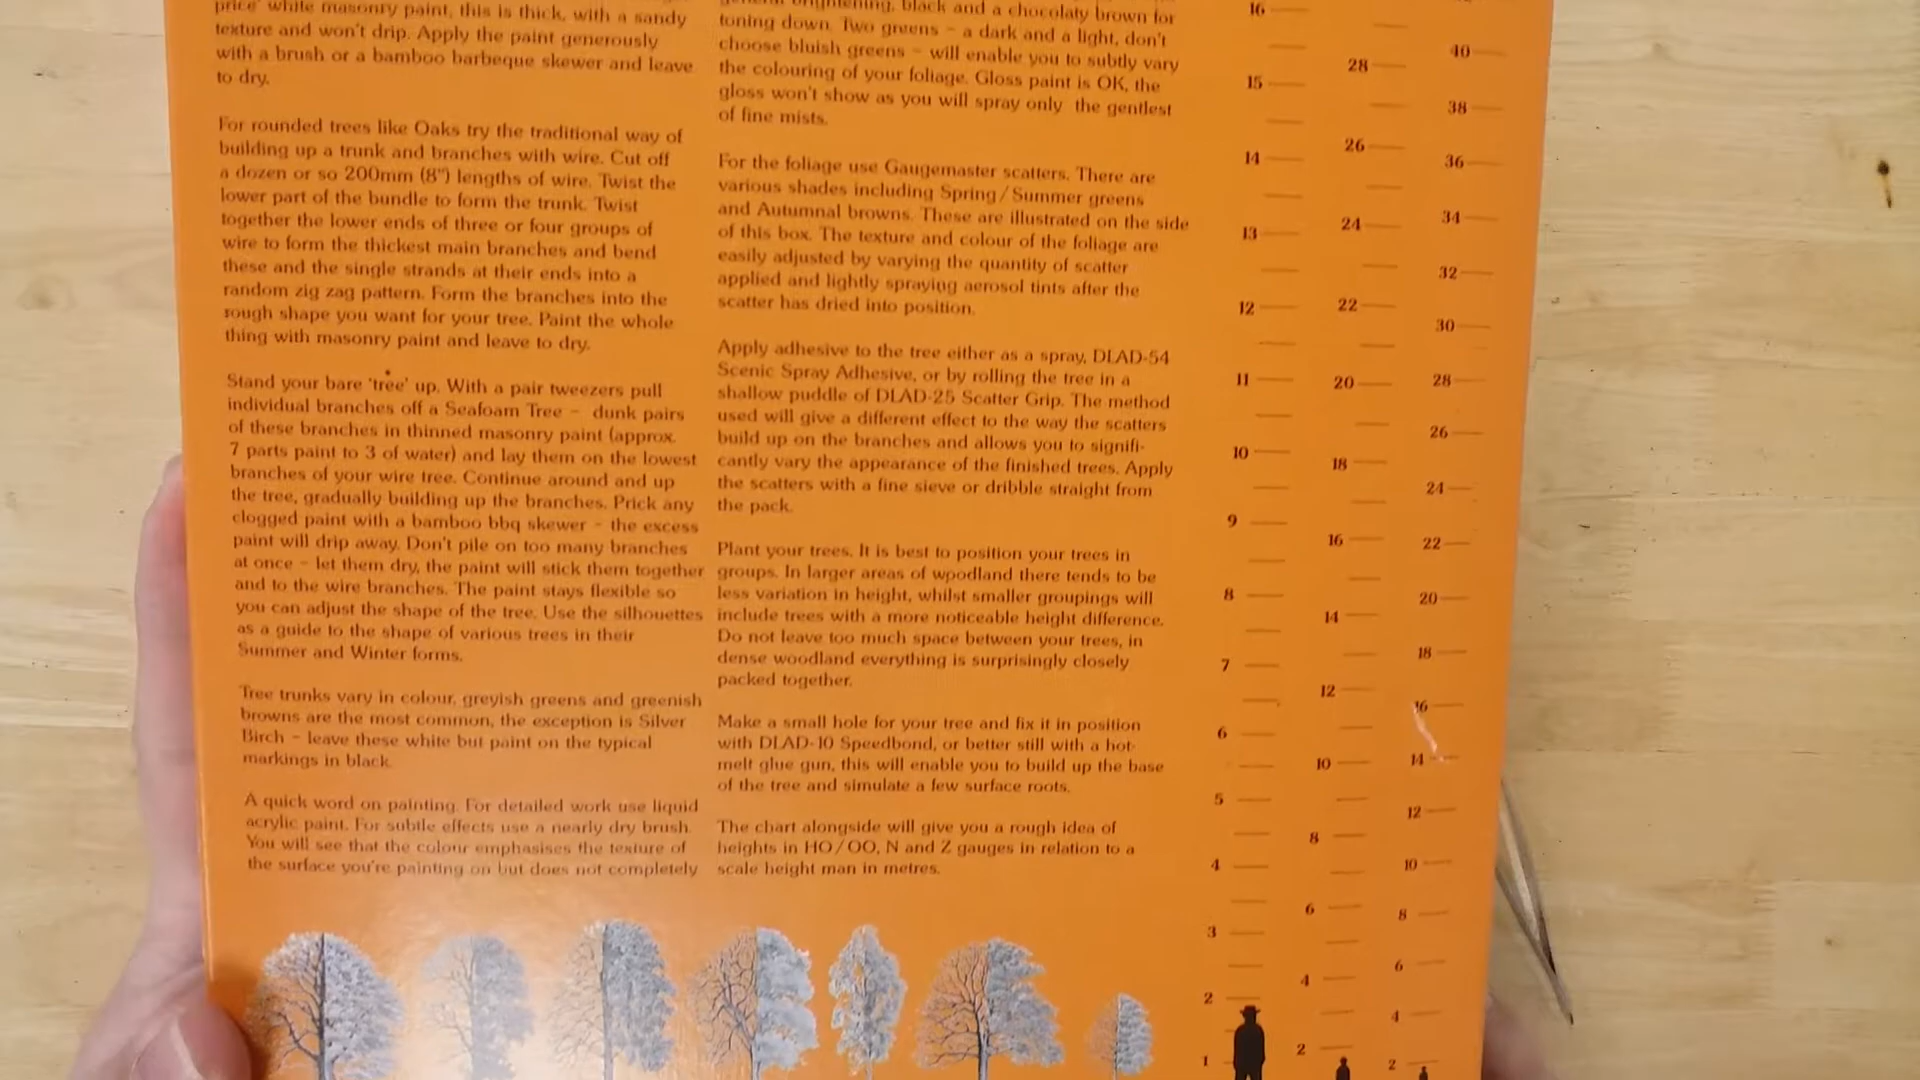 price' white masonry paint, this is thick, with a sandy
texture and won't drip. Apply the paint generously
with a brush or a bamboo barbeque skewer and leave
to dry.
For rounded trees like Oaks try the traditional way of
building up a trunk and branches with wire. Cut off
a dozen or so 200mm (8") lengths of wire. Twist the
lower part of the bundle to form the trunk. Twist
together the lower ends of three or four groups of
wire to form the thickest main branches and bend
these and the single strands at their ends into a
random zig zag pattern. Form the branches into the
rough shape you want for your tree. Paint the whole
thing with masonry paint and leave to dry.
Stand your bare 'tree' up. With a pair tweezers pull
individual branches off a Seafoam Tree – dunk pairs
of these branches in thinned masonry paint (approx.
7 parts paint to 3 of water) and lay them on the lowest
branches of your wire tree. Continue around and up
the tree, gradually building up the branches. Prick any
clogged paint with a bamboo bbq skewer – the excess
paint will drip away. Don't pile on too many branches
at once – let them dry, the paint will stick them together
and to the wire branches. The paint stays flexible so
you can adjust the shape of the tree. Use the silhouettes
as a guide to the shape of various trees in their
Summer and Winter forms.
Tree trunks vary in colour, greyish greens and greenish
browns are the most common, the exception is Silver
Birch – leave these white but paint on the typical
markings in black.
A quick word on painting. For detailed work use liquid
acrylic paint. For subtle effects use a nearly dry brush.
You will see that the colour emphasises the texture of
the surface you're painting on but does not completely
general brightening, black and a chocolaty brown for
toning down. Two greens – a dark and a light, don't
choose bluish greens – will enable you to subtly vary
the colouring of your foliage. Gloss paint is OK, the
gloss won't show as you will spray only the gentlest
of fine mists.
For the foliage use Gaugemaster scatters. There are
various shades including Spring/Summer greens
and Autumnal browns. These are illustrated on the side
of this box. The texture and colour of the foliage are
easily adjusted by varying the quantity of scatter
applied and lightly spraying aerosol tints after the
scatter has dried into position.
Apply adhesive to the tree either as a spray, DLAD-54
Scenic Spray Adhesive, or by rolling the tree in a
shallow puddle of DLAD-25 Scatter Grip. The method
used will give a different effect to the way the scatters
build up on the branches and allows you to signifi-
cantly vary the appearance of the finished trees. Apply
the scatters with a fine sieve or dribble straight from
the pack.
Plant your trees. It is best to position your trees in
groups. In larger areas of wpodland there tends to be
less variation in height, whilst smaller groupings will
include trees with a more noticeable height difference.
Do not leave too much space between your trees, in
dense woodland everything is surprisingly closely
packed together.
Make a small hole for your tree and fix it in position
with DLAD-10 Speedbond, or better still with a hot-
melt glue gun, this will enable you to build up the base
of the tree and simulate a few surface roots.
The chart alongside will give you a rough idea of
heights in HO/OO, N and Z gauges in relation to a
scale height man in metres.
16
15
14
13
12
11
10
9
8
7
6
5
4
3
2
1
28
26
24
22
20
18
16
14
12
10
8
6
4
2
40
38
36
34
32
30
28
26
24
22
20
18
16
14
12
10
8
6
4
2